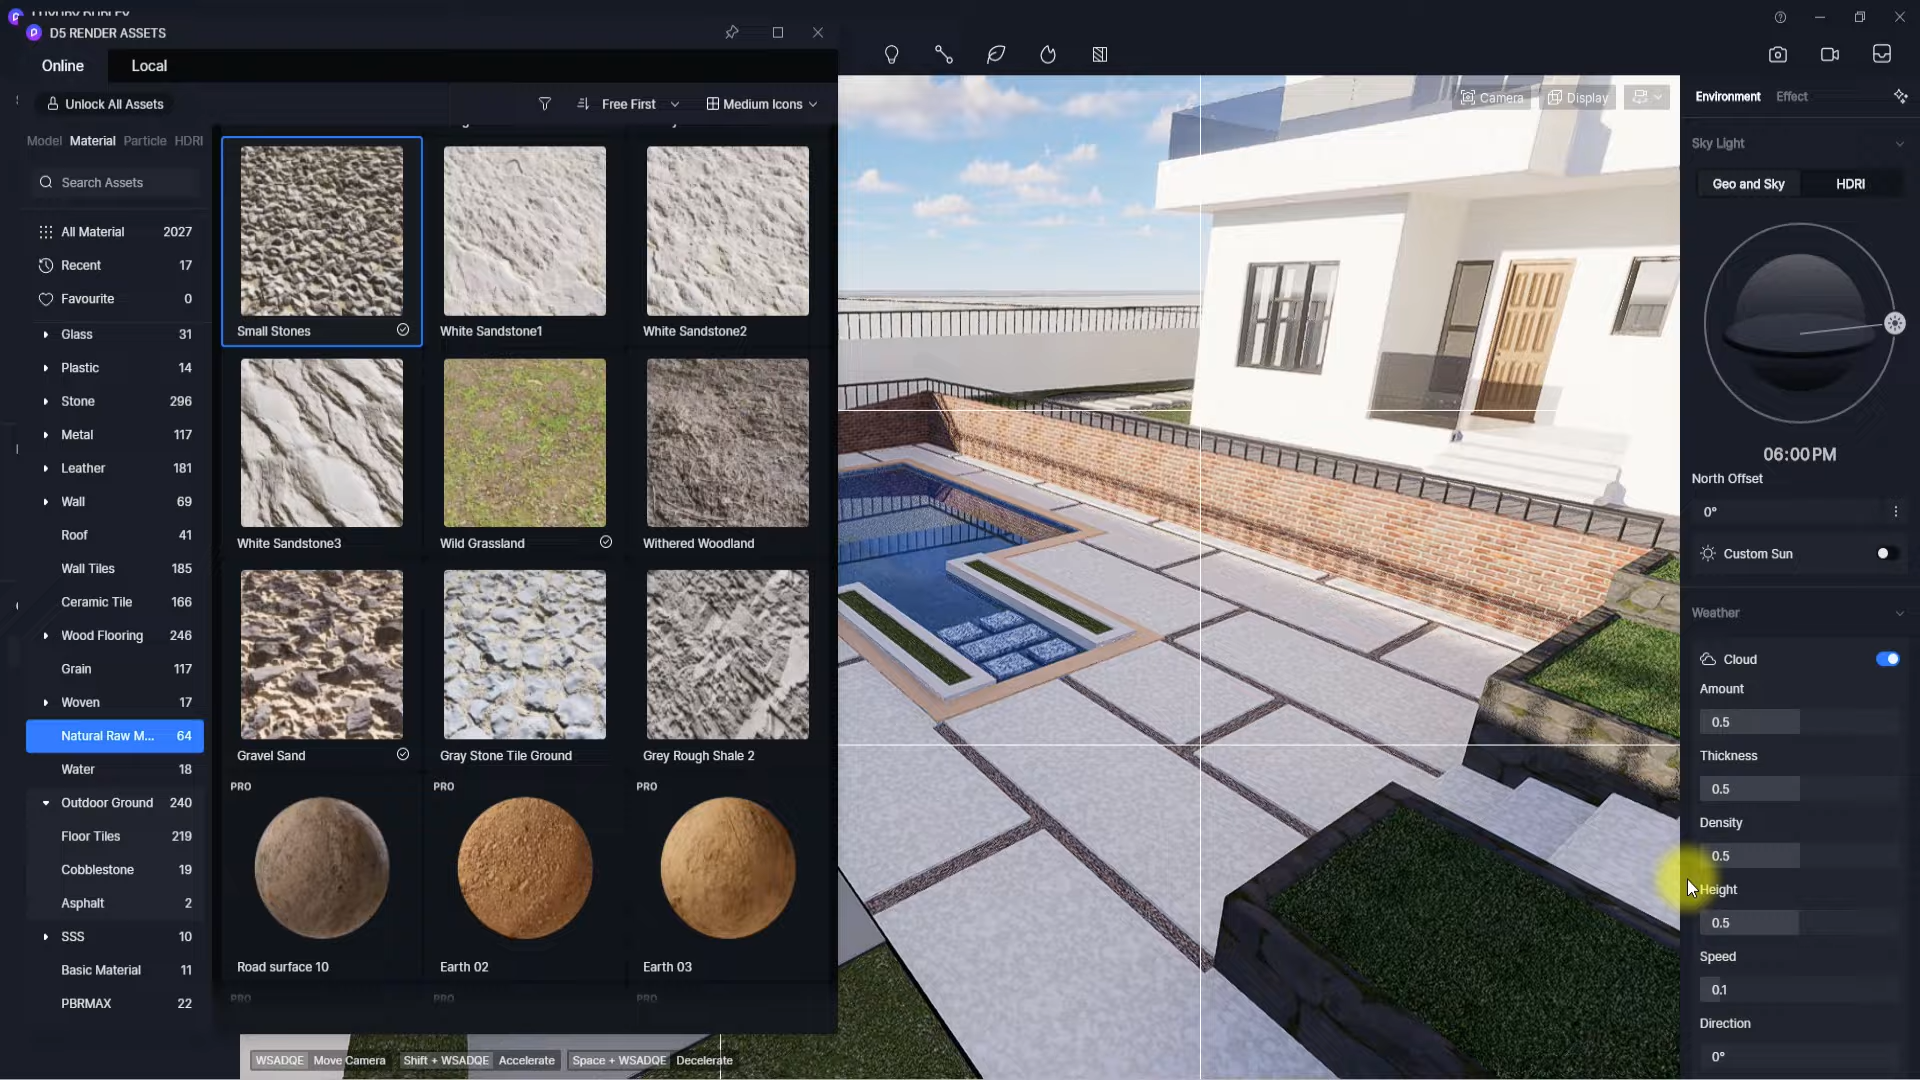 D5 RENDER ASSETS
Online
Local
Unlock All Assets
Free First
Medium Icons
Model Material Particle HDRI
Search Assets
All Material 2027
Recent 17
Favourite 0
Glass 31
Plastic 14
Stone 296
Metal 117
Leather 181
Wall 69
Roof 41
Wall Tiles 185
Ceramic Tile 166
Wood Flooring 246
Grain 117
Woven 17
Natural Raw M... 64
Water 18
Outdoor Ground 240
Floor Tiles 219
Cobblestone 19
Asphalt 2
SSS 10
Basic Material 11
PBRMAX 22
Small Stones
White Sandstone1
White Sandstone2
White Sandstone3
Wild Grassland
Withered Woodland
Gravel Sand
Gray Stone Tile Ground
Grey Rough Shale 2
PRO
PRO
PRO
Road surface 10
Earth 02
Earth 03
PRO
PRO
PRO
WSADQE Move Camera Shift + WSADQE Accelerate Space + WSADQE Decelerate
Camera
Display
Environment
Effect
Sky Light
Geo and Sky
HDRI
06:00PM
North Offset
0°
Custom Sun
Weather
Cloud
Amount
0.5
Thickness
0.5
Density
0.5
Height
0.5
Speed
0.1
Direction
0°